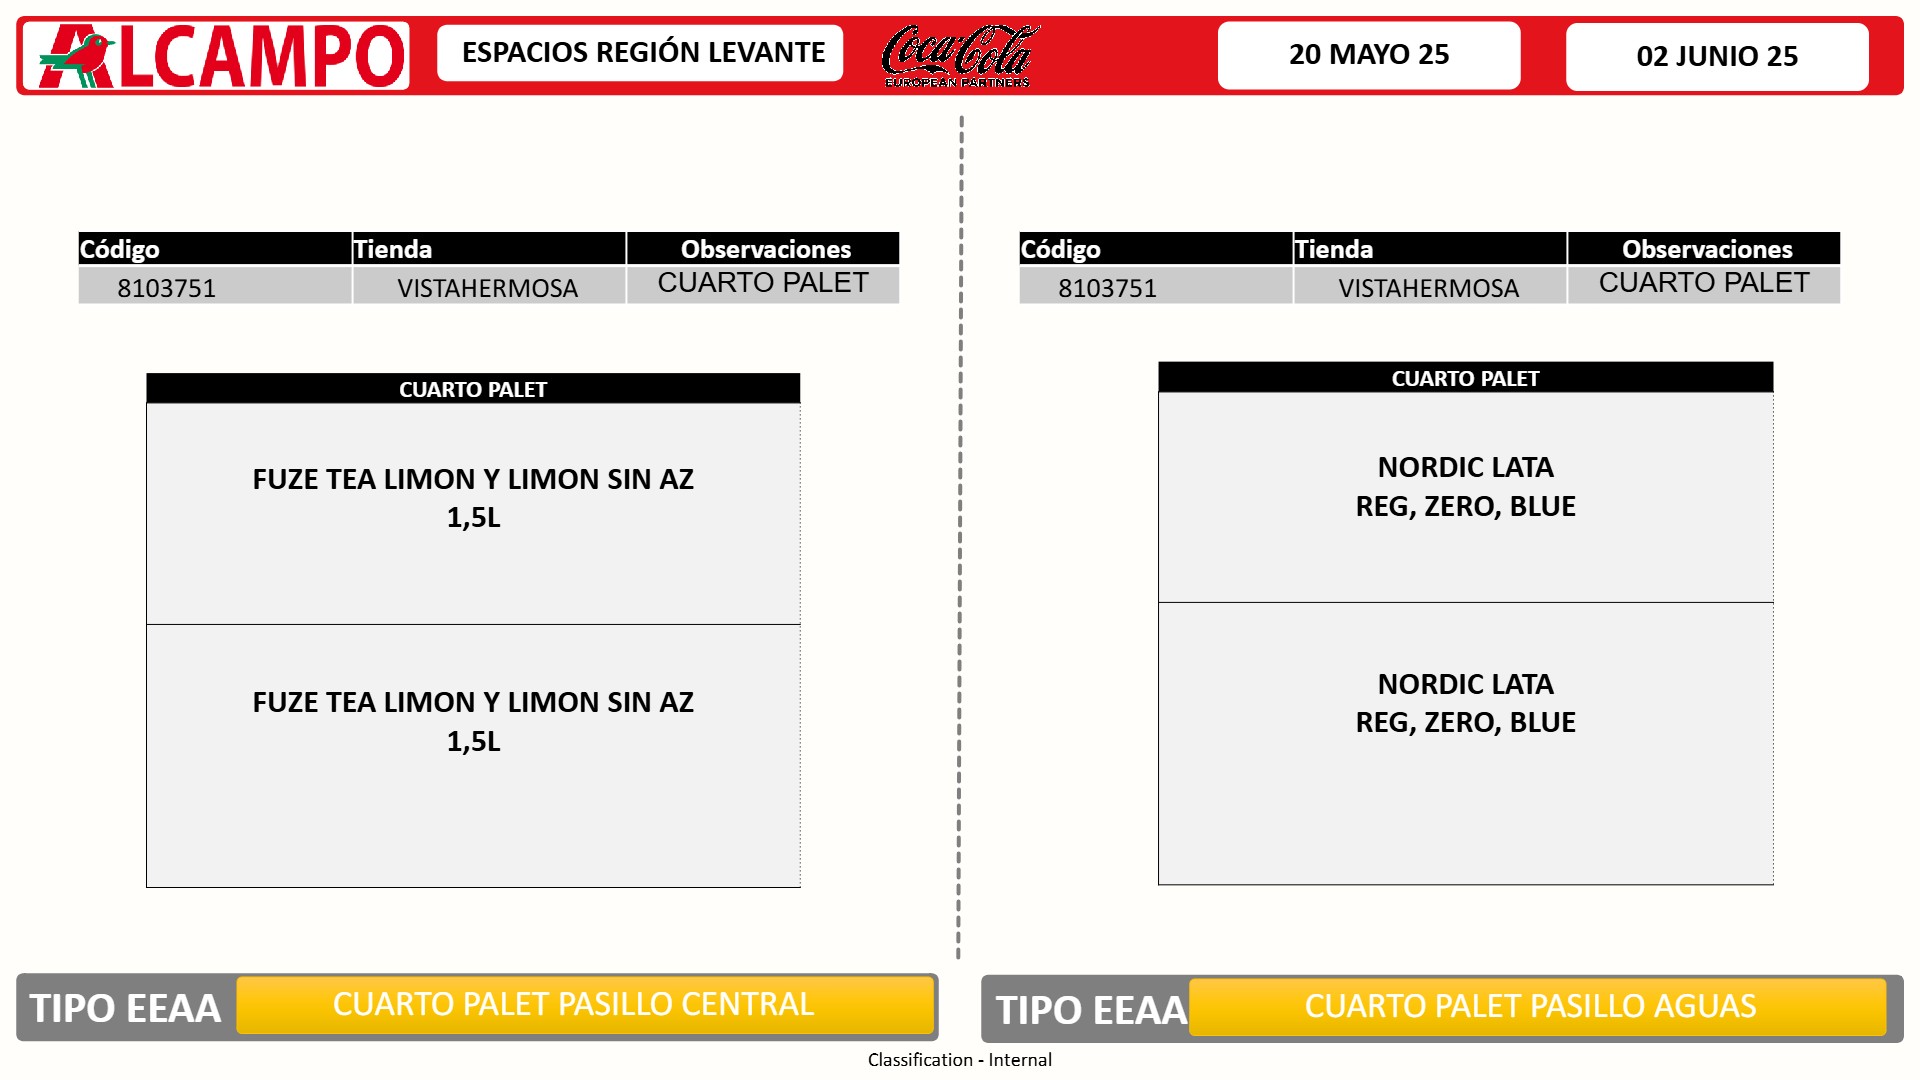 ALCAMPO
ESPACIOS REGIÓN LEVANTE
Coca-Cola
EUROPEAN PARTNERS
20 MAYO 25
02 JUNIO 25
Código Tienda Observaciones
8103751 VISTAHERMOSA CUARTO PALET
CUARTO PALET
FUZE TEA LIMON Y LIMON SIN AZ
1,5L
FUZE TEA LIMON Y LIMON SIN AZ
1,5L
TIPO EEAA CUARTO PALET PASILLO CENTRAL
Código Tienda Observaciones
8103751 VISTAHERMOSA CUARTO PALET
CUARTO PALET
NORDIC LATA
REG, ZERO, BLUE
NORDIC LATA
REG, ZERO, BLUE
TIPO EEAA CUARTO PALET PASILLO AGUAS
Classification - Internal